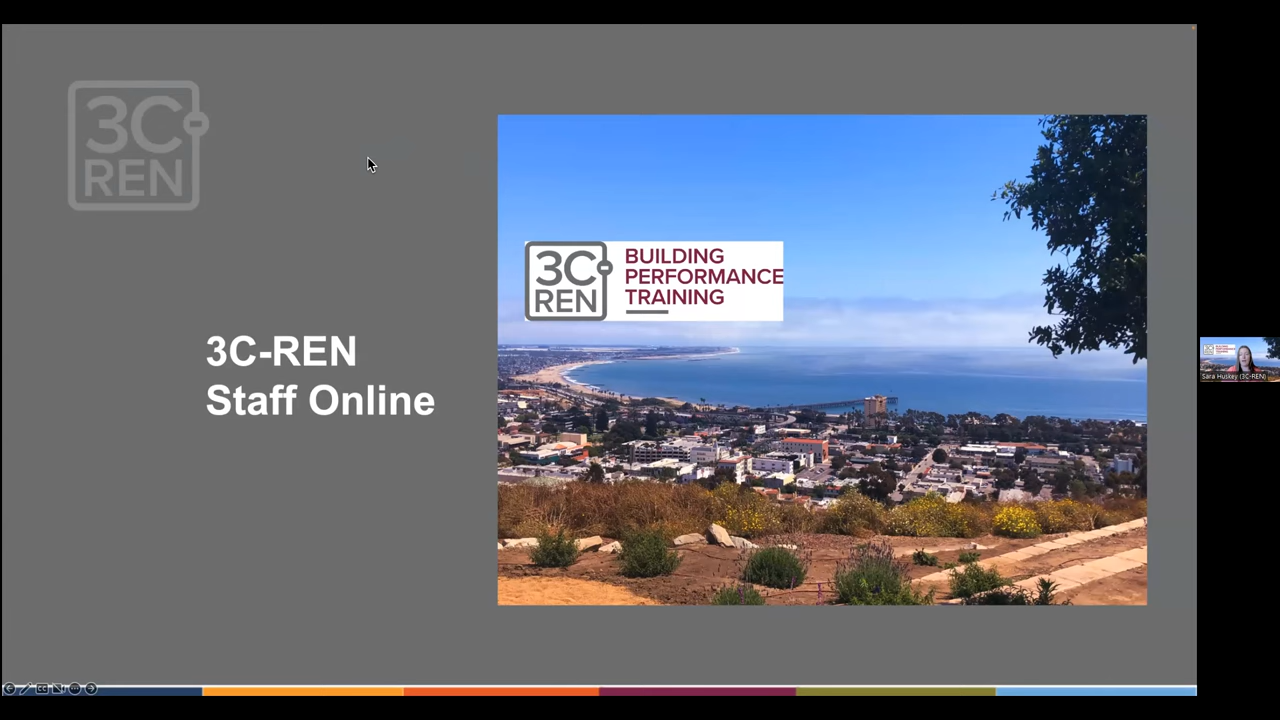 3C
REN
3C-REN
Staff Online
3C
REN
BUILDING
PERFORMANCE
TRAINING
Sara Huskey (3C-REN)